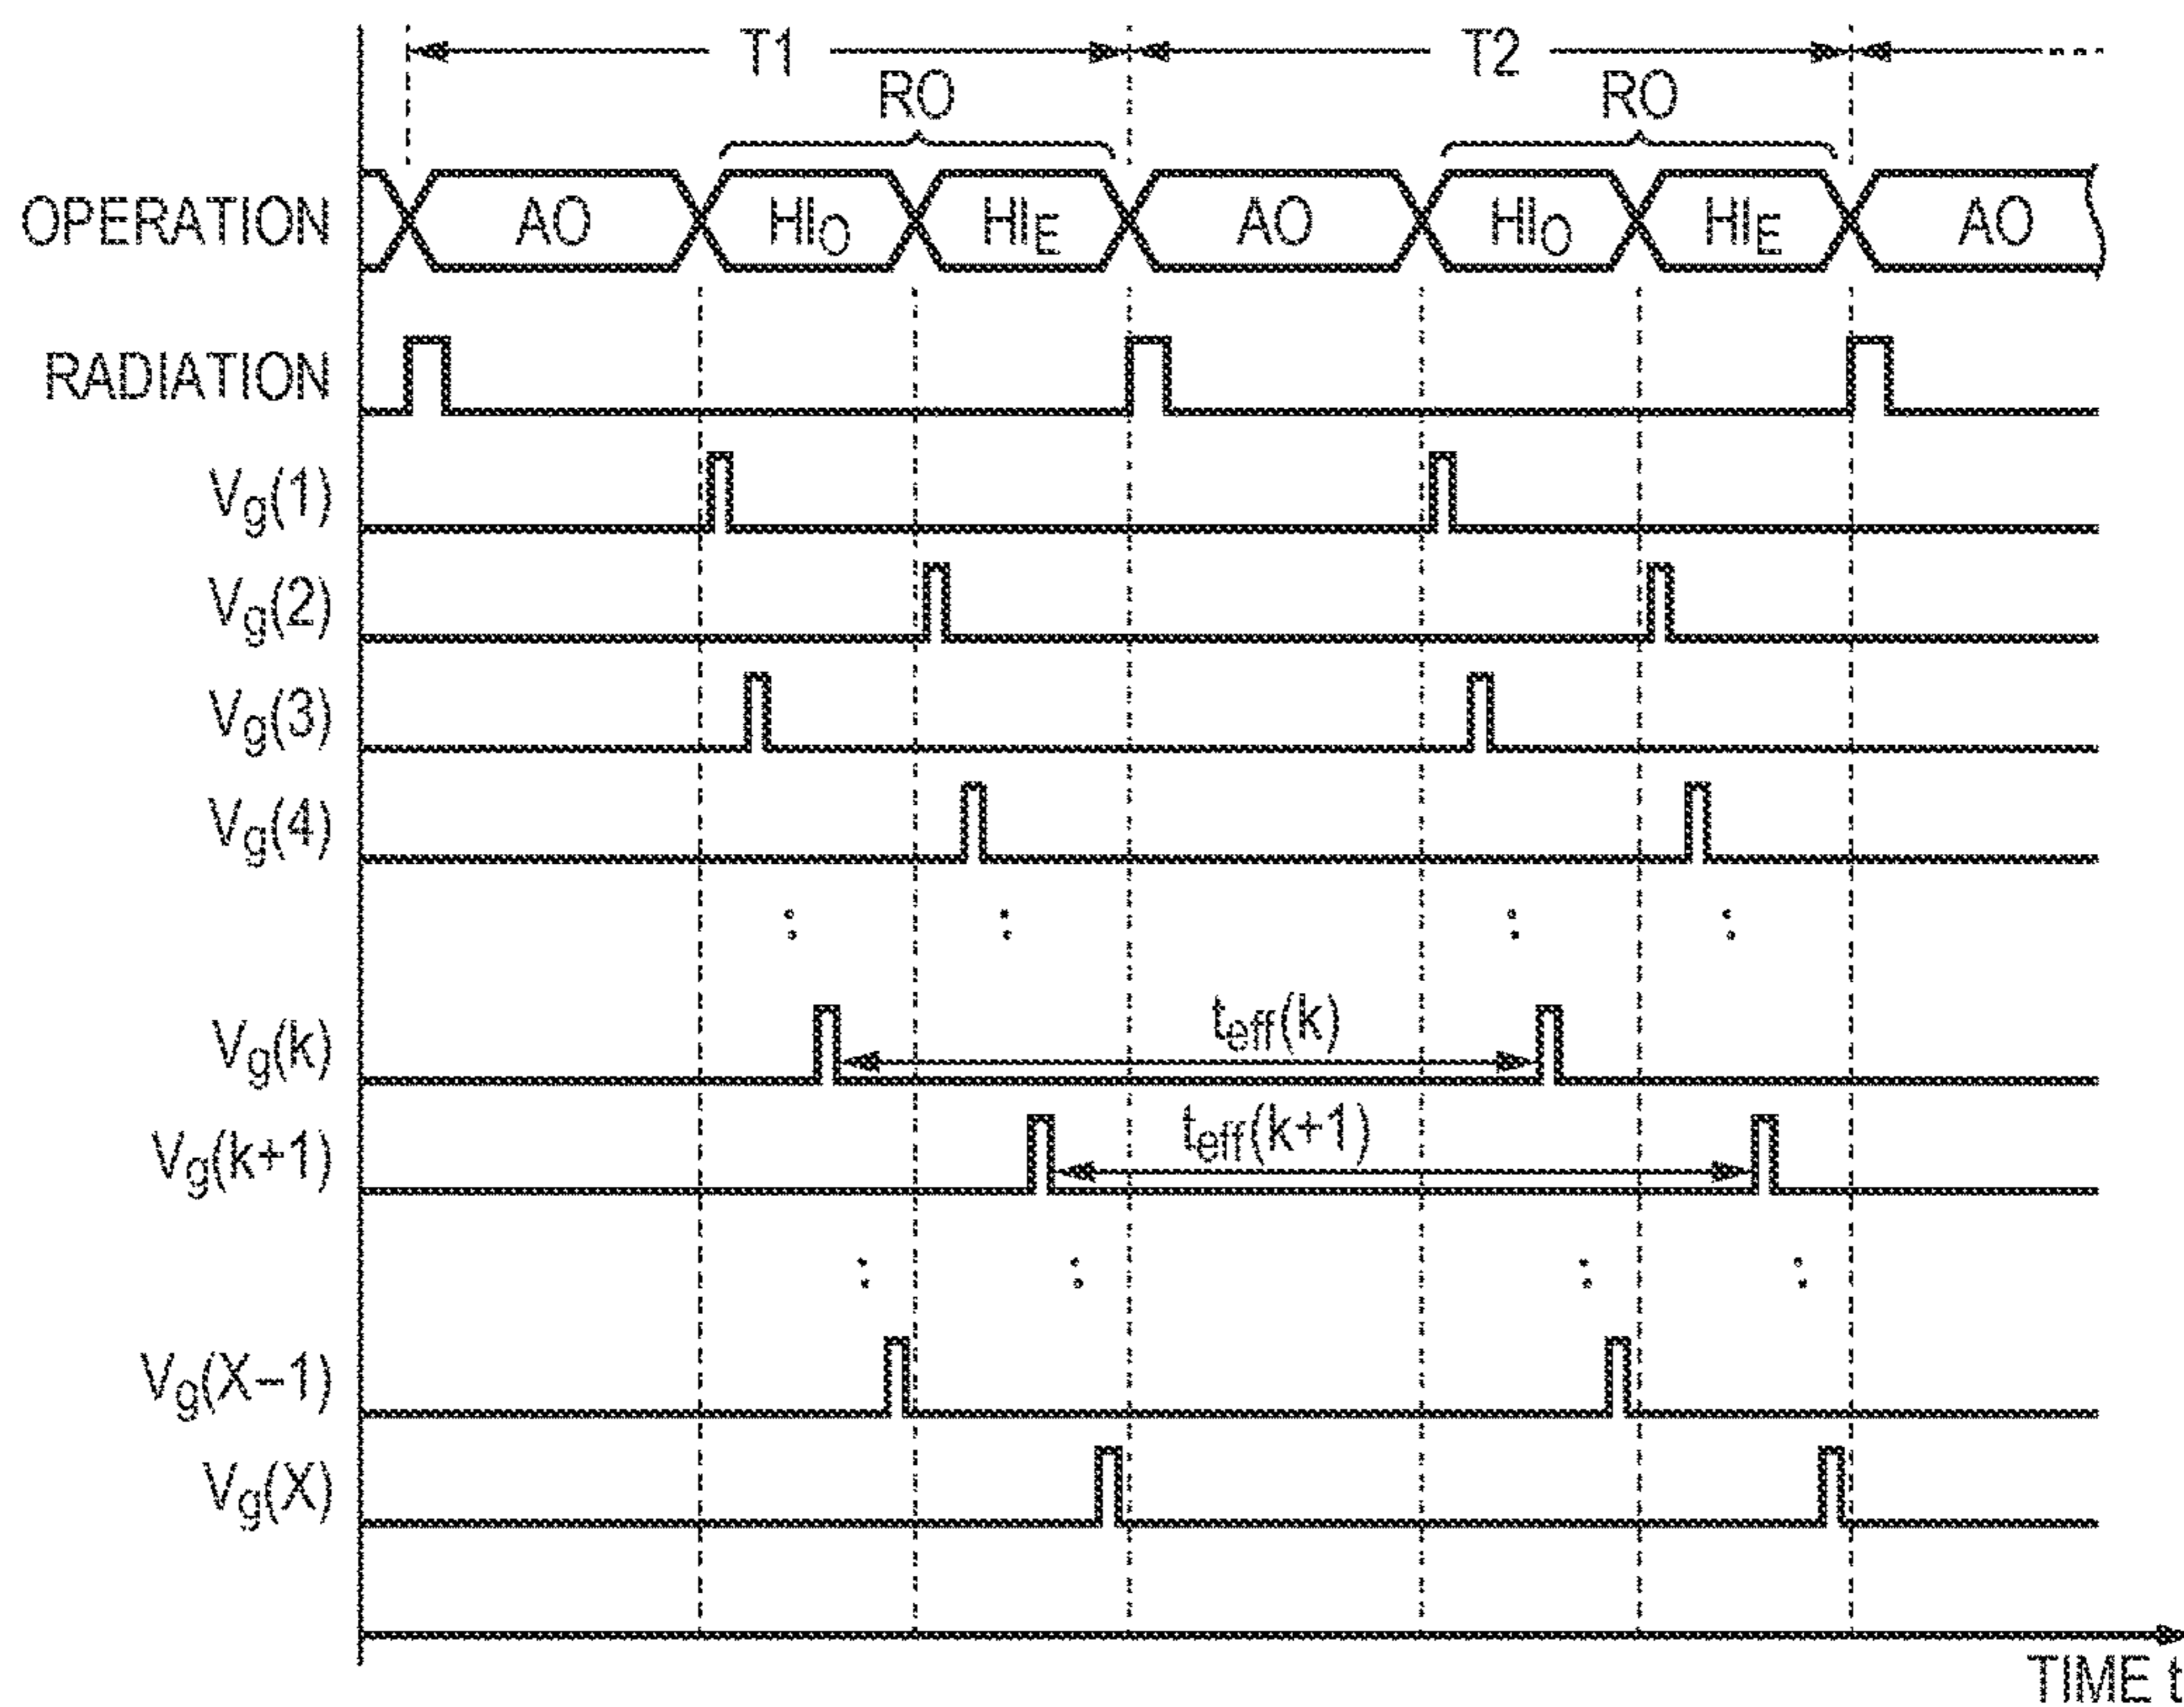 T1 T2
RO RO
OPERATION AO HIO HIE AO HIO HIE AO
RADIATION
Vg(1)
Vg(2)
Vg(3)
Vg(4)
Vg(k) teff(k)
Vg(k+1) teff(k+1)
Vg(X−1)
Vg(X)
TIME t